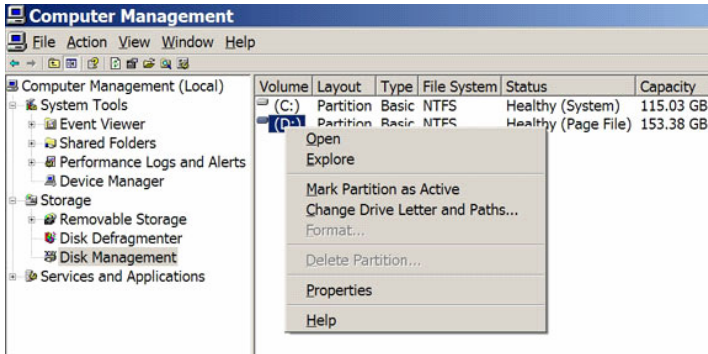 Computer Management
File Action View Window Help
Computer Management (Local)
System Tools
Event Viewer
Shared Folders
Performance Logs and Alerts
Device Manager
Storage
Removable Storage
Disk Defragmenter
Disk Management
Services and Applications
Volume Layout Type File System Status Capacity
(C:) Partition Basic NTFS Healthy (System) 115.03 GB
(D:) Partition Basic NTFS Healthy (Page File) 153.38 GB
Open
Explore
Mark Partition as Active
Change Drive Letter and Paths...
Format...
Delete Partition...
Properties
Help